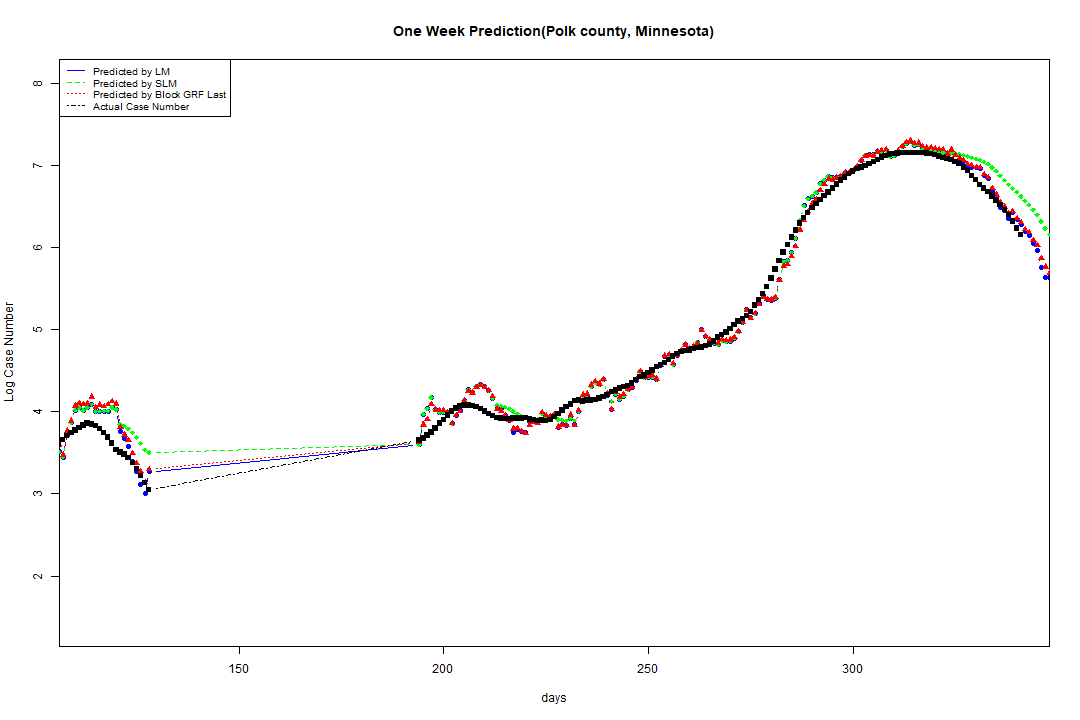 One Week Prediction(Polk county, Minnesota)
Predicted by LM
Predicted by SLM
Predicted by Block GRF Last
Actual Case Number
8
7
6
5
4
3
2
Log Case Number
150 200 250 300
days